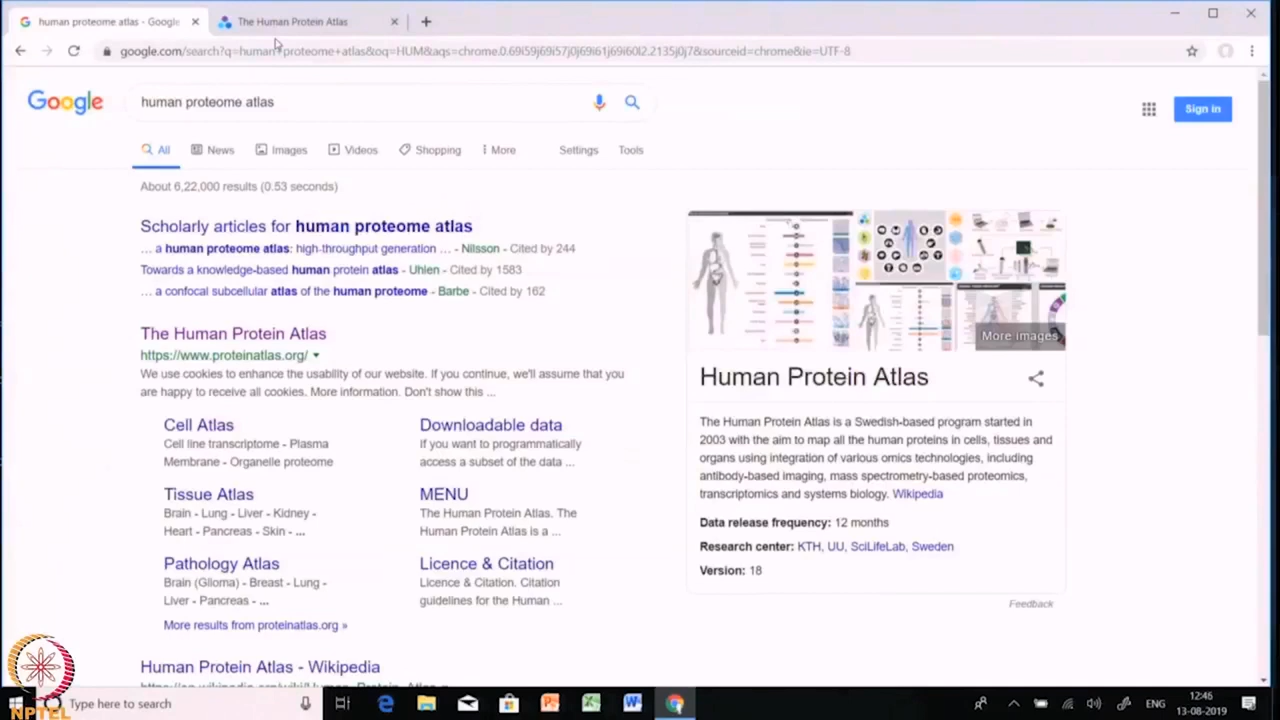 human proteome atlas - Google
The Human Protein Atlas
google.com/search?q=human+proteome+atlas&oq=HUM&aqs=chrome.0.69i59j69i57j0j69i61j69i60l2.2135j0j7&sourceid=chrome&ie=UTF-8
Google
human proteome atlas
Sign in
All
News
Images
Videos
Shopping
More
Settings
Tools
About 6,22,000 results (0.53 seconds)
Scholarly articles for human proteome atlas
... a human proteome atlas: high-throughput generation ... - Nilsson - Cited by 244
Towards a knowledge-based human protein atlas - Uhlen - Cited by 1583
... a confocal subcellular atlas of the human proteome - Barbe - Cited by 162
The Human Protein Atlas
https://www.proteinatlas.org/
We use cookies to enhance the usability of our website. If you continue, we'll assume that you
are happy to receive all cookies. More information. Don't show this ...
Cell Atlas
Cell line transcriptome - Plasma
Membrane - Organelle proteome
Downloadable data
If you want to programmatically
access a subset of the data ...
Tissue Atlas
Brain - Lung - Liver - Kidney -
Heart - Pancreas - Skin - ...
MENU
The Human Protein Atlas. The
Human Protein Atlas is a ...
Pathology Atlas
Brain (Glioma) - Breast - Lung -
Liver - Pancreas - ...
Licence & Citation
Licence & Citation. Citation
guidelines for the Human ...
More results from proteinatlas.org »
Human Protein Atlas - Wikipedia
More images
Human Protein Atlas
The Human Protein Atlas is a Swedish-based program started in
2003 with the aim to map all the human proteins in cells, tissues and
organs using integration of various omics technologies, including
antibody-based imaging, mass spectrometry-based proteomics,
transcriptomics and systems biology. Wikipedia
Data release frequency: 12 months
Research center: KTH, UU, SciLifeLab, Sweden
Version: 18
Feedback
NPTEL
Type here to search
ENG
12:46
13-08-2019